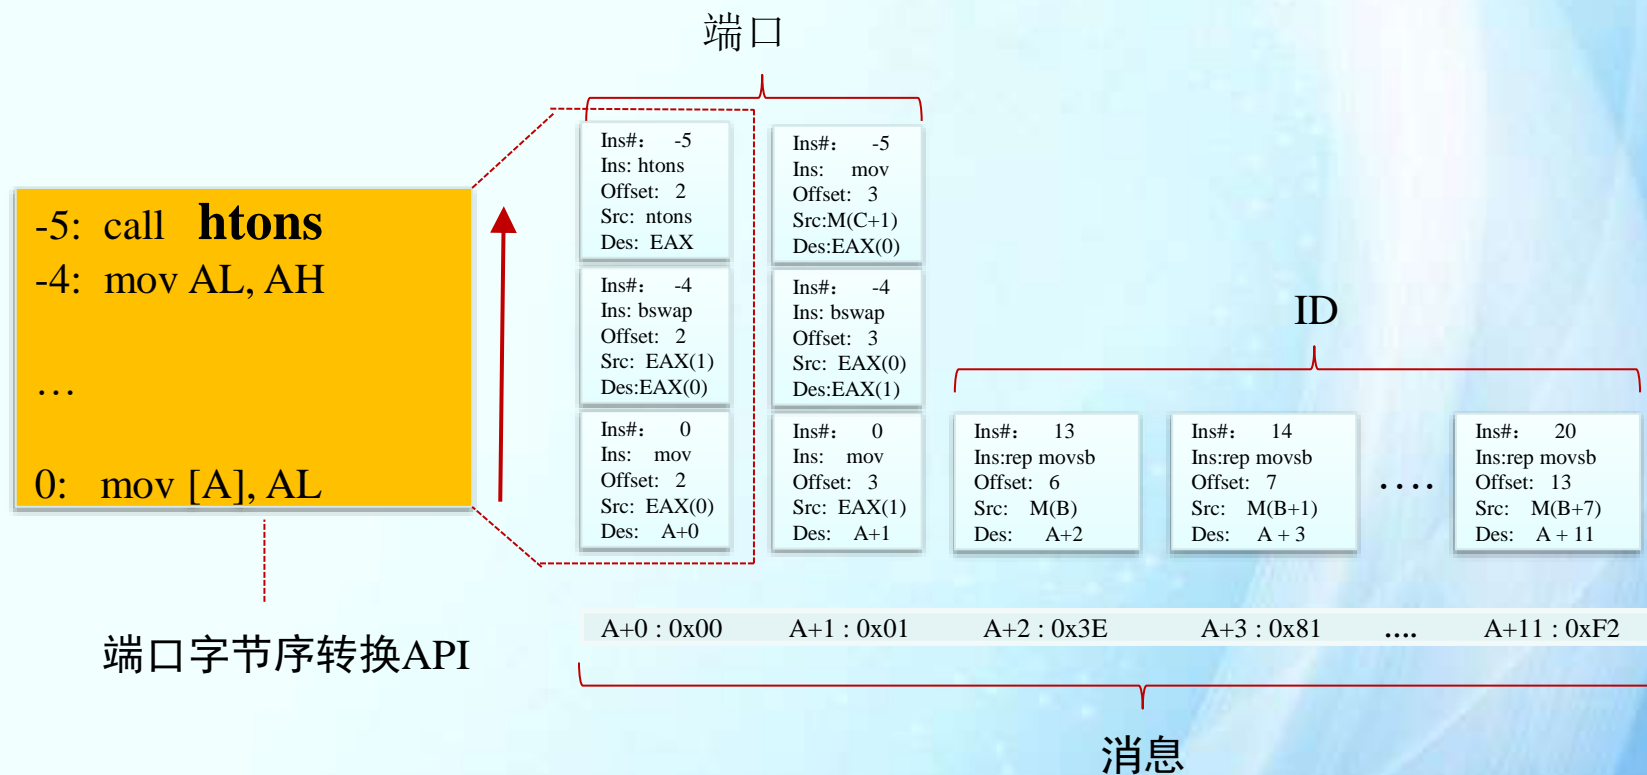 端口
-5: call htons
-4: mov AL, AH
…
0: mov [A], AL
端口字节序转换API
Ins#： -5
Ins: htons
Offset: 2
Src: ntons
Des: EAX
Ins#： -4
Ins: bswap
Offset: 2
Src: EAX(1)
Des:EAX(0)
Ins#： 0
Ins: mov
Offset: 2
Src: EAX(0)
Des: A+0
Ins#： -5
Ins: mov
Offset: 3
Src:M(C+1)
Des:EAX(0)
Ins#： -4
Ins: bswap
Offset: 3
Src: EAX(0)
Des:EAX(1)
Ins#： 0
Ins: mov
Offset: 3
Src: EAX(1)
Des: A+1
ID
Ins#： 13
Ins:rep movsb
Offset: 6
Src: M(B)
Des: A+2
Ins#： 14
Ins:rep movsb
Offset: 7
Src: M(B+1)
Des: A + 3
....
Ins#： 20
Ins:rep movsb
Offset: 13
Src: M(B+7)
Des: A + 11
A+0 : 0x00 A+1 : 0x01 A+2 : 0x3E A+3 : 0x81 .... A+11 : 0xF2
消息